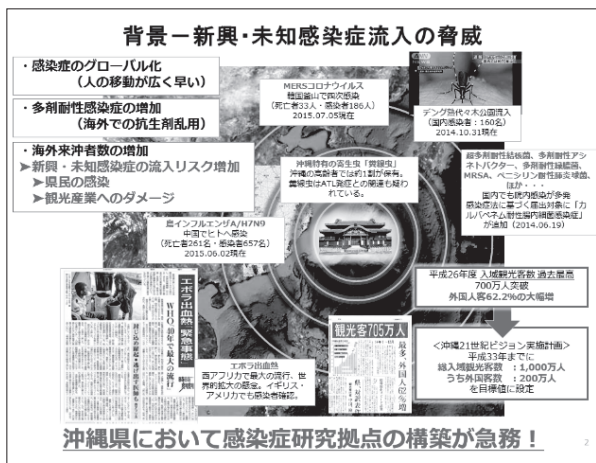 背景－新興・未知感染症流入の脅威
・感染症のグローバル化
（人の移動が広く早い）
・多剤耐性感染症の増加
（海外での抗生剤乱用）
・海外来沖者数の増加
➤新興・未知感染症の流入リスク増加
➤県民の感染
➤観光産業へのダメージ
MERSコロナウイルス
韓国釜山で四次感染
（死亡者33人・感染者186人）
2015.07.05現在
デング熱代々木公園流入
（国内感染者：160名）
2014.10.31現在
沖縄特有の寄生虫「糞線虫」
沖縄の高齢者では約1割が保有。
糞線虫はATL発症との関連も疑わ
れている。
超多剤耐性結核菌、多剤耐性アシ
ネトバクター、多剤耐性緑膿菌、
MRSA、ペニシリン耐性肺炎球菌、
ほか・・・
国内でも院内感染が多発
感染症法に基づく届出対象に「カ
ルバペネム耐性腸内細菌感染症」
が追加（2014.06.19）
鳥インフルエンザA/H7N9
中国でヒトへ感染
（死亡者261名・感染者657名）
2015.06.02現在
平成26年度 入域観光客数 過去最高
700万人突破
外国人客62.2％の大幅増
エボラ出血熱 緊急事態
WHO 40年で最大の流行
エボラ出血熱
西アフリカで最大の流行、世
界的拡大の懸念。イギリス・
アメリカでも感染者確認。
観光客705万人
最多、外国人62％増
＜沖縄21世紀ビジョン実施計画＞
平成33年までに
総入域観光客数　：1,000万人
うち外国客数　：200万人
を目標値に設定
沖縄県において感染症研究拠点の構築が急務！
2